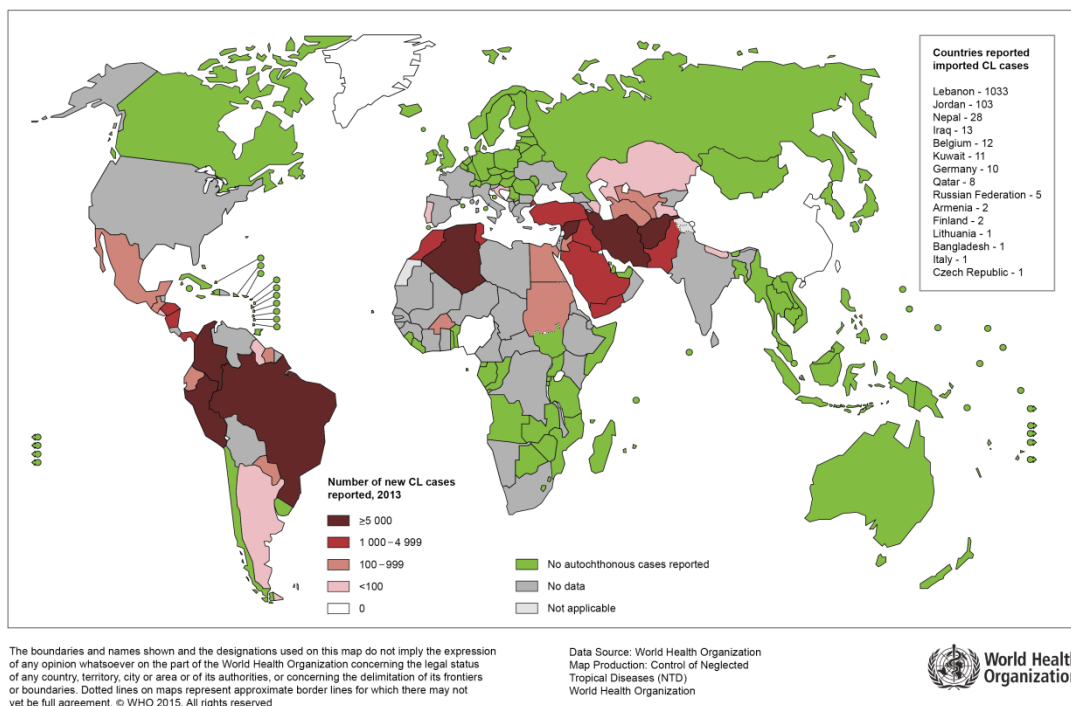 Countries reported
imported CL cases
Lebanon - 1033
Jordan - 103
Nepal - 28
Iraq - 13
Belgium - 12
Kuwait - 11
Germany - 10
Qatar - 8
Russian Federation - 5
Armenia - 2
Finland - 2
Lithuania - 1
Bangladesh - 1
Italy - 1
Czech Republic - 1
Number of new CL cases
reported, 2013
≥5 000
1 000–4 999
100–999
<100
0
No autochthonous cases reported
No data
Not applicable
The boundaries and names shown and the designations used on this map do not imply the expression
of any opinion whatsoever on the part of the World Health Organization concerning the legal status
of any country, territory, city or area or of its authorities, or concerning the delimitation of its frontiers
or boundaries. Dotted lines on maps represent approximate border lines for which there may not
yet be full agreement. © WHO 2015. All rights reserved
Data Source: World Health Organization
Map Production: Control of Neglected
Tropical Diseases (NTD)
World Health Organization
World Health
Organization